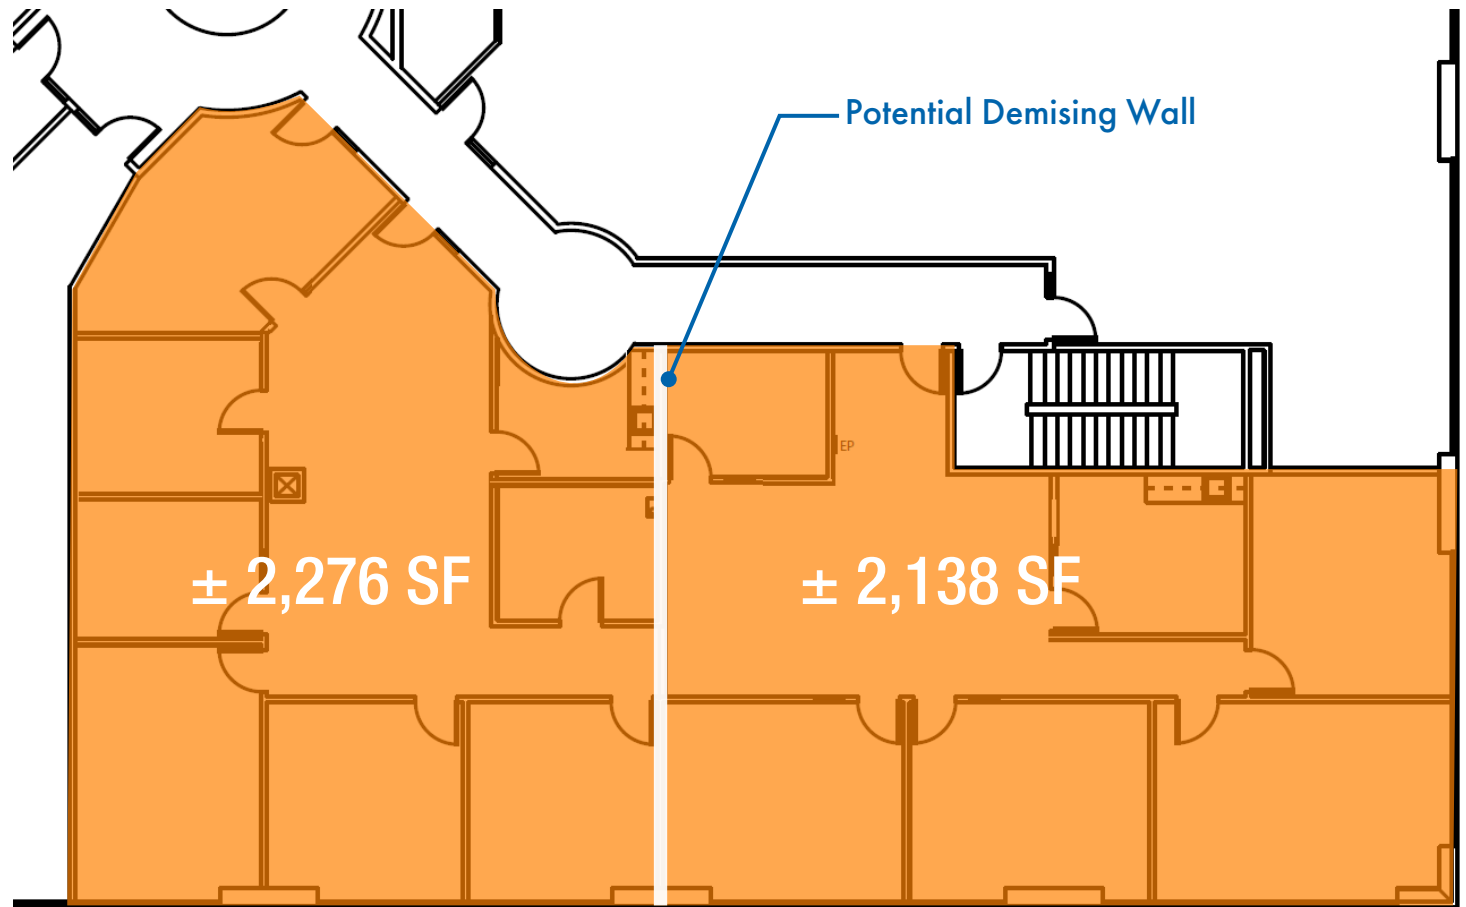 Potential Demising Wall
EP
± 2,276 SF
± 2,138 SF